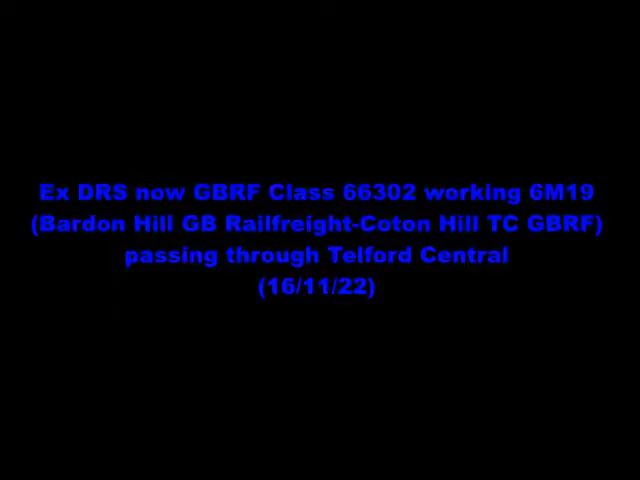 Ex DRS now GBRF Class 66302 working 6M19
(Bardon Hill GB Railfreight-Coton Hill TC GBRF)
passing through Telford Central
(16/11/22)